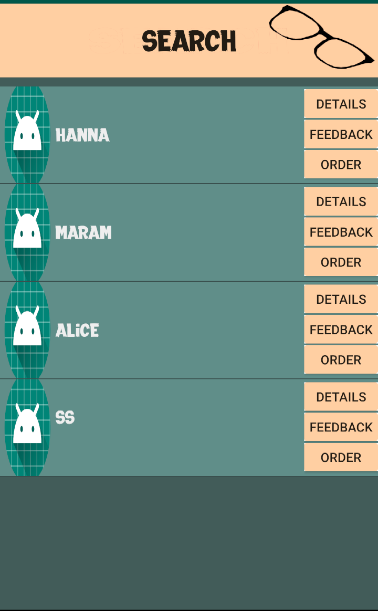 SEARCH
DETAILS
HANNA
FEEDBACK
ORDER
DETAILS
MARAM
FEEDBACK
ORDER
DETAILS
ALiCE
FEEDBACK
ORDER
DETAILS
SS
FEEDBACK
ORDER